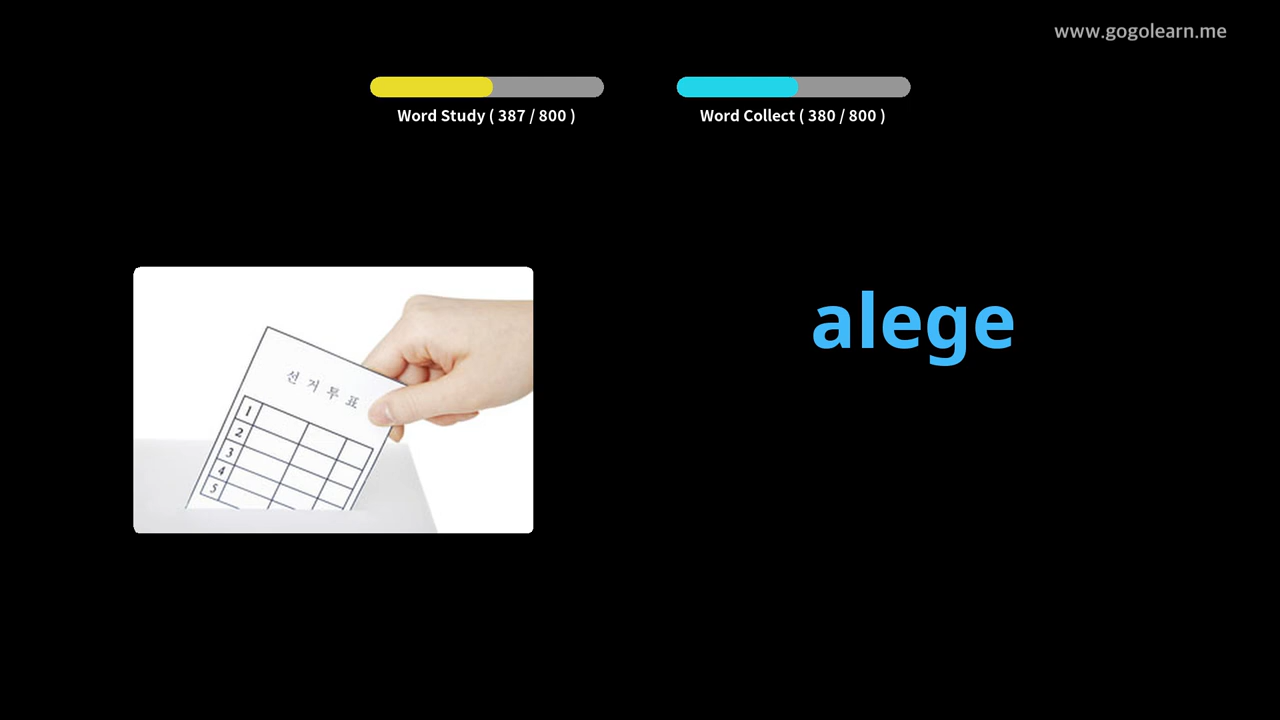 www.gogolearn.me
Word Study ( 387 / 800 )
Word Collect ( 380 / 800 )
alege
선거투표
1
2
3
4
5